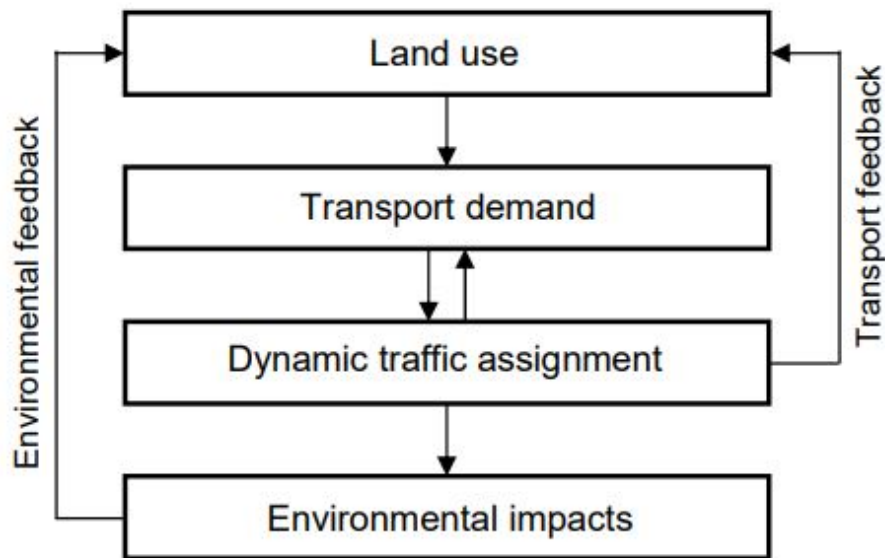 Land use
Transport demand
Dynamic traffic assignment
Environmental impacts
Environmental feedback
Transport feedback